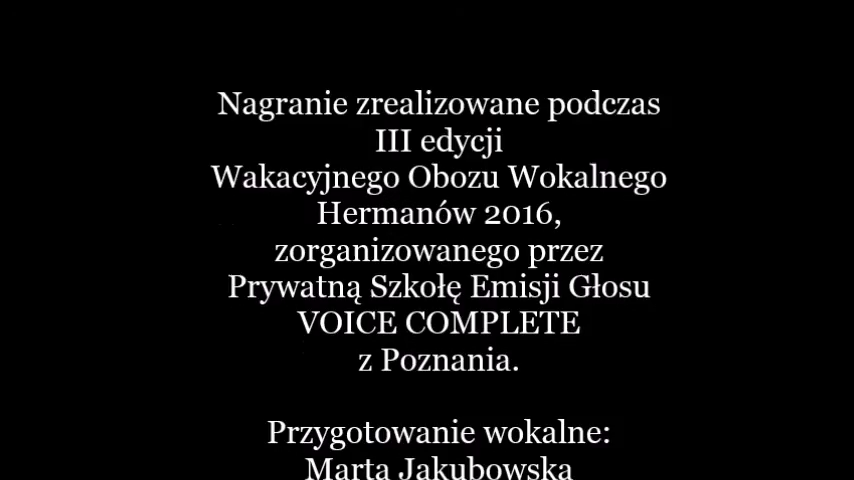 Nagranie zrealizowane podczas
III edycji
Wakacyjnego Obozu Wokalnego
Hermanów 2016,
zorganizowanego przez
Prywatną Szkołę Emisji Głosu
VOICE COMPLETE
z Poznania.
Przygotowanie wokalne:
Marta Jakubowska